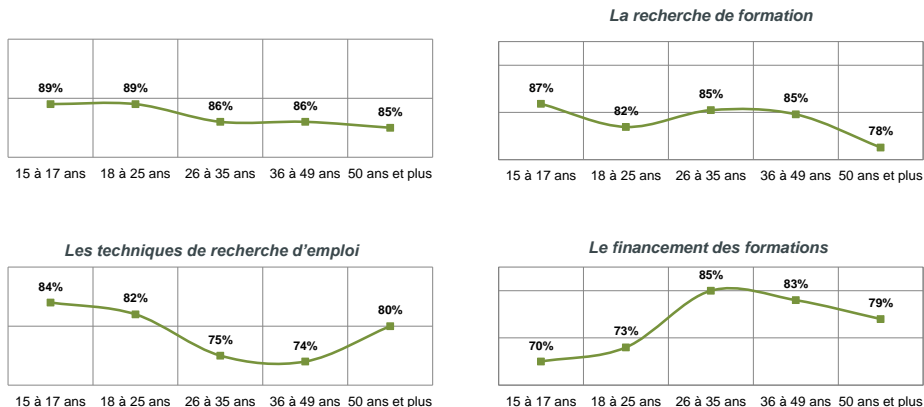 89% 89% 86% 86% 85%
15 à 17 ans 18 à 25 ans 26 à 35 ans 36 à 49 ans 50 ans et plus
La recherche de formation
87% 82% 85% 85% 78%
15 à 17 ans 18 à 25 ans 26 à 35 ans 36 à 49 ans 50 ans et plus
Les techniques de recherche d’emploi
84% 82% 75% 74% 80%
15 à 17 ans 18 à 25 ans 26 à 35 ans 36 à 49 ans 50 ans et plus
Le financement des formations
70% 73% 85% 83% 79%
15 à 17 ans 18 à 25 ans 26 à 35 ans 36 à 49 ans 50 ans et plus